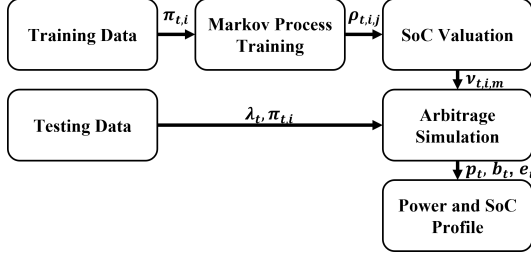 π_{t,i}
ρ_{t,i,j}
Training Data
Markov Process
Training
SoC Valuation
ν_{t,i,m}
Testing Data
λ_t, π_{t,i}
Arbitrage
Simulation
p_t, b_t, e_t
Power and SoC
Profile